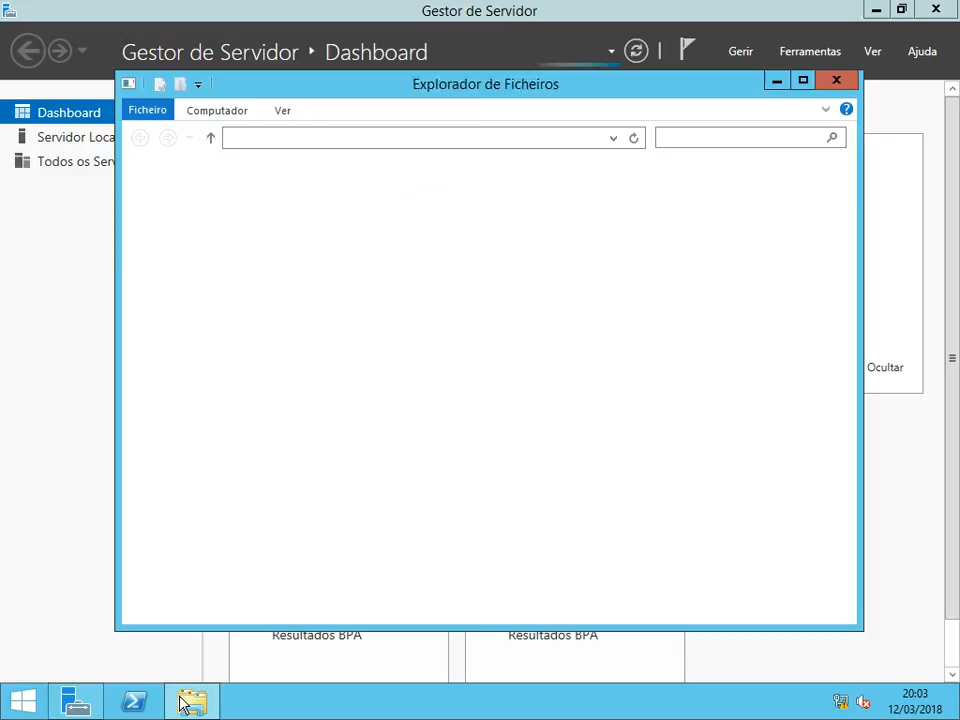 Gestor de Servidor
Gestor de Servidor Dashboard
Gerir Ferramentas Ver Ajuda
Explorador de Ficheiros
Ficheiro Computador Ver
Dashboard
Servidor Loca
Todos os Serv
Ocultar
Resultados BPA
Resultados BPA
20:03
12/03/2018